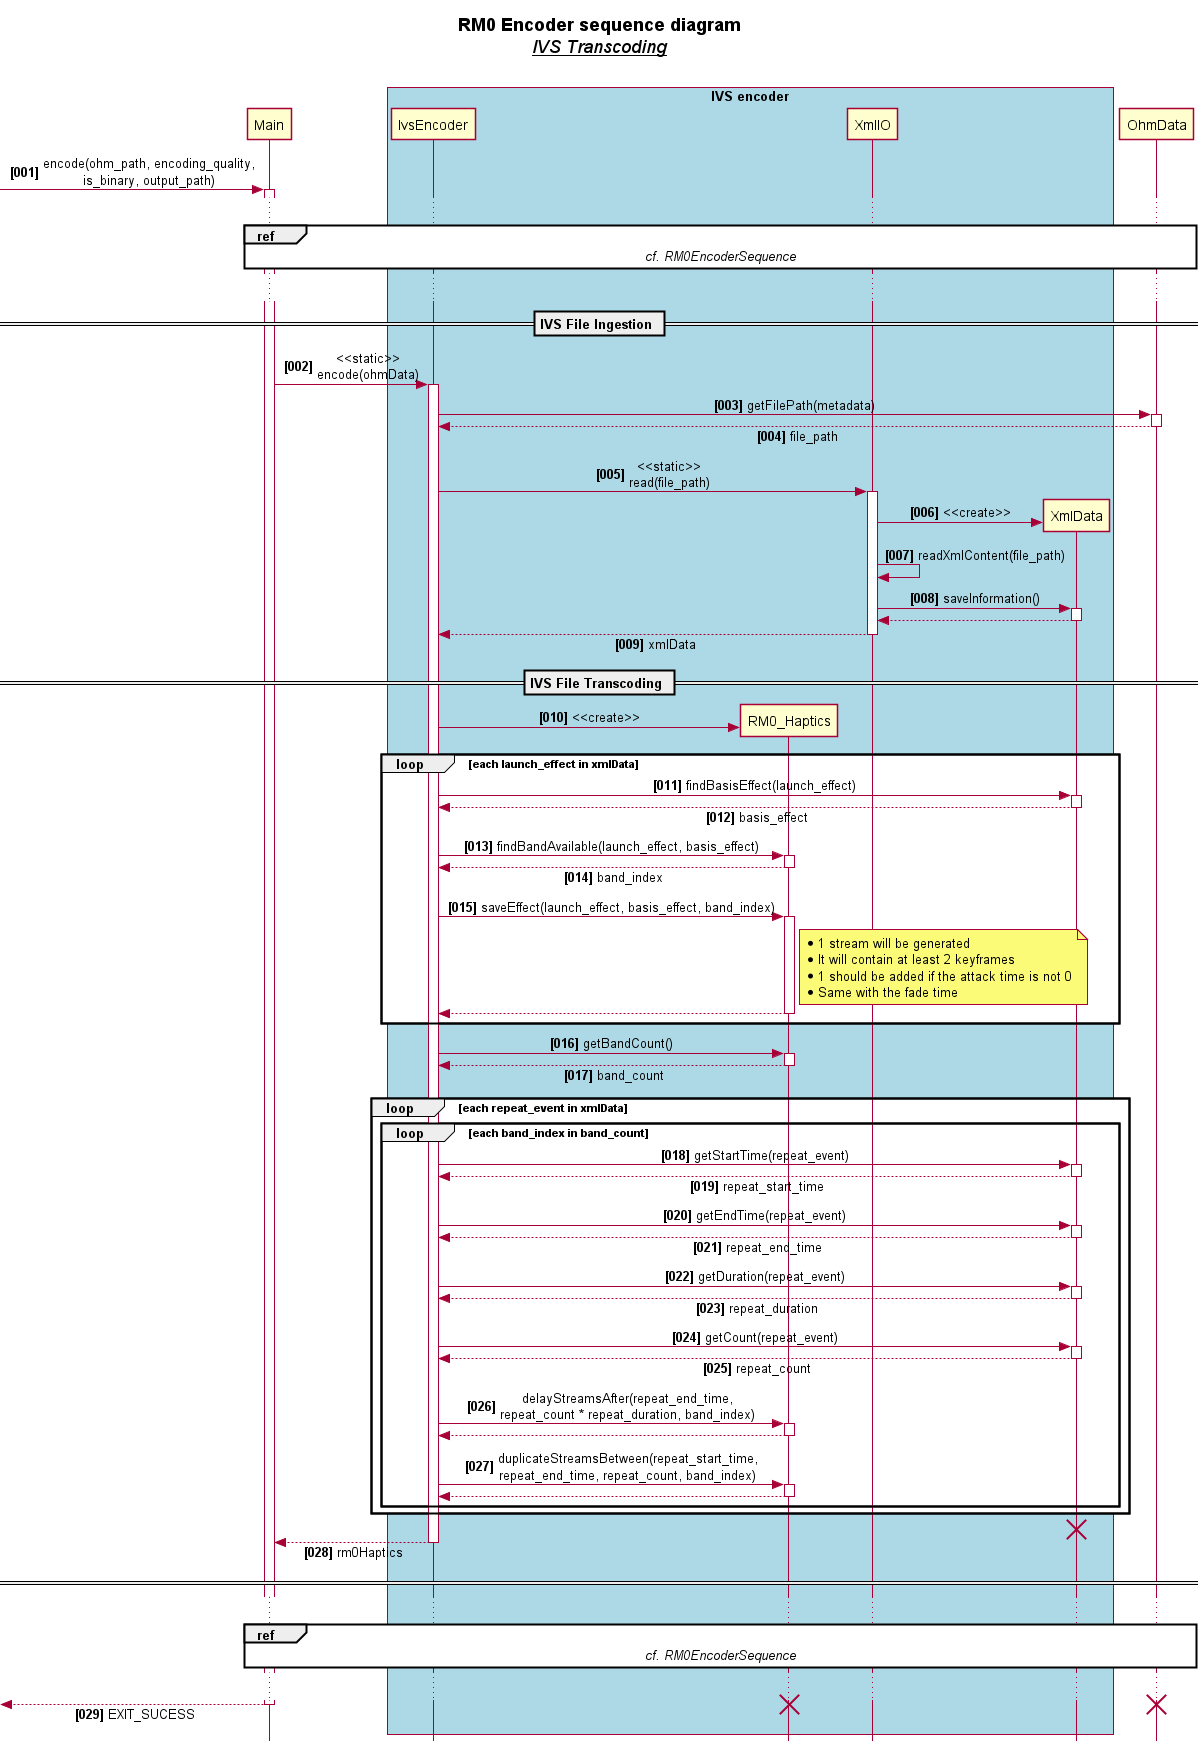 RM0 Encoder sequence diagram
IVS Transcoding
IVS encoder
Main
IvsEncoder
XmlIO
OhmData
[001] encode(ohm_path, encoding_quality,
is_binary, output_path)
ref
cf. RM0EncoderSequence
IVS File Ingestion
[002] <<static>>
encode(ohmData)
[003] getFilePath(metadata)
[004] file_path
[005] <<static>>
read(file_path)
[006] <<create>>
XmlData
[007] readXmlContent(file_path)
[008] saveInformation()
[009] xmlData
IVS File Transcoding
[010] <<create>>
RM0_Haptics
loop [each launch_effect in xmlData]
[011] findBasisEffect(launch_effect)
[012] basis_effect
[013] findBandAvailable(launch_effect, basis_effect)
[014] band_index
[015] saveEffect(launch_effect, basis_effect, band_index)
• 1 stream will be generated
• It will contain at least 2 keyframes
• 1 should be added if the attack time is not 0
• Same with the fade time
[016] getBandCount()
[017] band_count
loop [each repeat_event in xmlData]
loop [each band_index in band_count]
[018] getStartTime(repeat_event)
[019] repeat_start_time
[020] getEndTime(repeat_event)
[021] repeat_end_time
[022] getDuration(repeat_event)
[023] repeat_duration
[024] getCount(repeat_event)
[025] repeat_count
[026] delayStreamsAfter(repeat_end_time,
repeat_count * repeat_duration, band_index)
[027] duplicateStreamsBetween(repeat_start_time,
repeat_end_time, repeat_count, band_index)
[028] rm0Haptics
ref
cf. RM0EncoderSequence
[029] EXIT_SUCESS